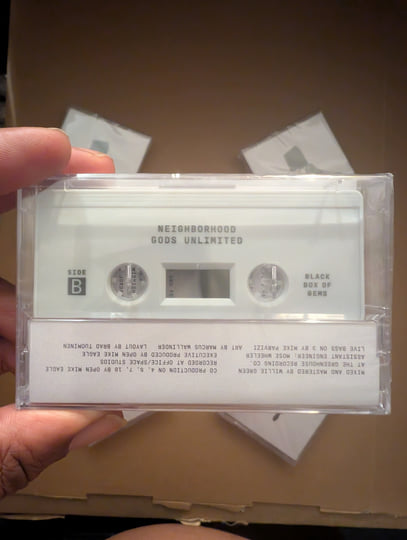 NEIGHBORHOOD
GODS UNLIMITED
SIDE
B
BLACK
BOX OF
GEMS
MIXED AND MASTERED BY WILLIE GREEN
AT THE GREENHOUSE RECORDING CO.
ASSISTANT ENGINEER: MOSE WHEELER
LIVE BASS ON 3 BY MIKE PARVIZI
CO PRODUCTION ON 4, 5, 7, 10 BY OPEN MIKE EAGLE
RECORDED AT OFFICE/SPACE STUDIOS
EXECUTIVE PRODUCED BY OPEN MIKE EAGLE
ART BY MARCUS WALLINDER LAYOUT BY BRAD TUOMINEN